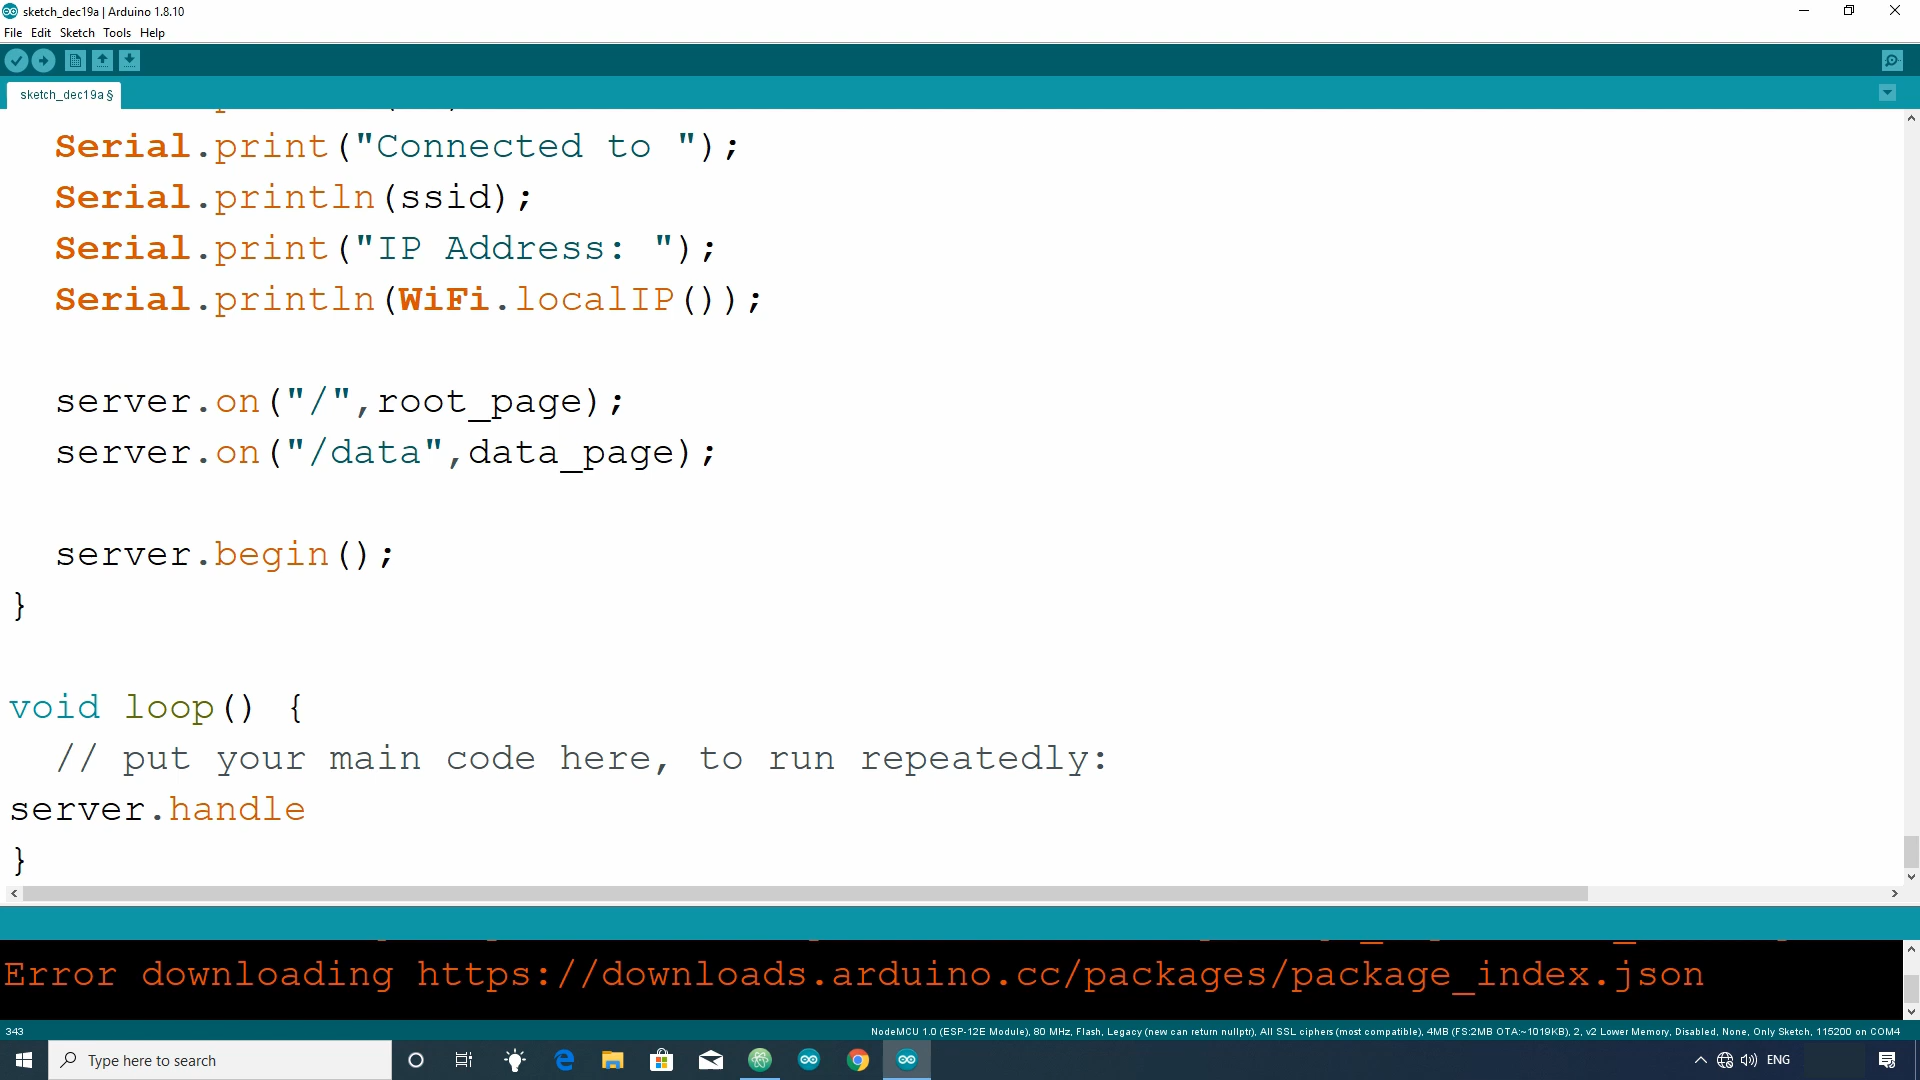 sketch_dec19a | Arduino 1.8.10
File Edit Sketch Tools Help
sketch_dec19a §
Serial.print("Connected to ");
Serial.println(ssid);
Serial.print("IP Address: ");
Serial.println(WiFi.localIP());
server.on("/",root_page);
server.on("/data",data_page);
server.begin();
}
void loop() {
// put your main code here, to run repeatedly:
server.handle
}
Error downloading https://downloads.arduino.cc/packages/package_index.json
343
NodeMCU 1.0 (ESP-12E Module), 80 MHz, Flash, Legacy (new can return nullptr), All SSL ciphers (most compatible), 4MB (FS:2MB OTA:~1019KB), 2, v2 Lower Memory, Disabled, None, Only Sketch, 115200 on COM4
Type here to search
ENG